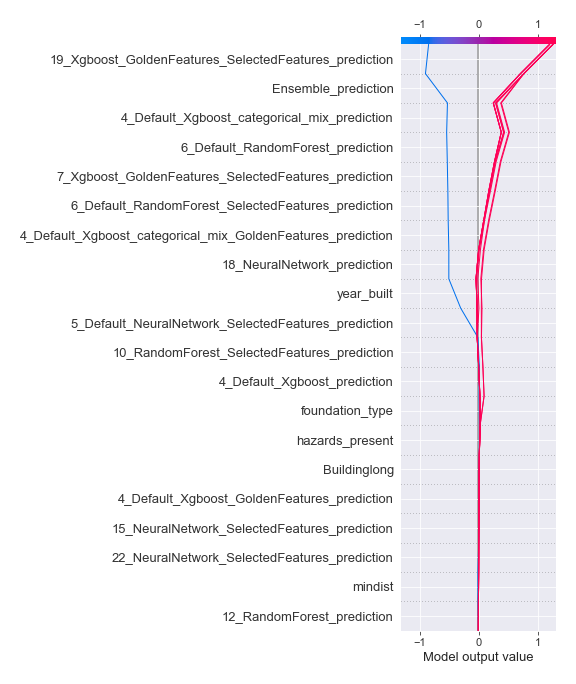 −1 0 1
19_Xgboost_GoldenFeatures_SelectedFeatures_prediction
Ensemble_prediction
4_Default_Xgboost_categorical_mix_prediction
6_Default_RandomForest_prediction
7_Xgboost_GoldenFeatures_SelectedFeatures_prediction
6_Default_RandomForest_SelectedFeatures_prediction
4_Default_Xgboost_categorical_mix_GoldenFeatures_prediction
18_NeuralNetwork_prediction
year_built
5_Default_NeuralNetwork_SelectedFeatures_prediction
10_RandomForest_SelectedFeatures_prediction
4_Default_Xgboost_prediction
foundation_type
hazards_present
Buildinglong
4_Default_Xgboost_GoldenFeatures_prediction
15_NeuralNetwork_SelectedFeatures_prediction
22_NeuralNetwork_SelectedFeatures_prediction
mindist
12_RandomForest_prediction
−1 0 1
Model output value